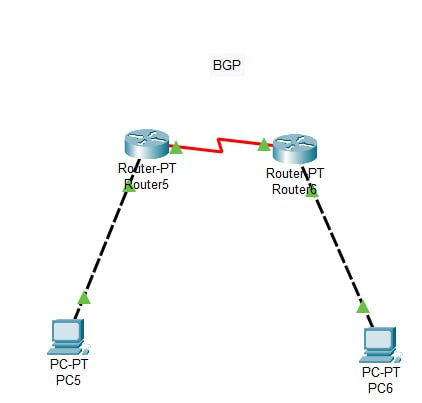 BGP
Router-PT
Router5
Router-PT
Router6
PC-PT
PC5
PC-PT
PC6